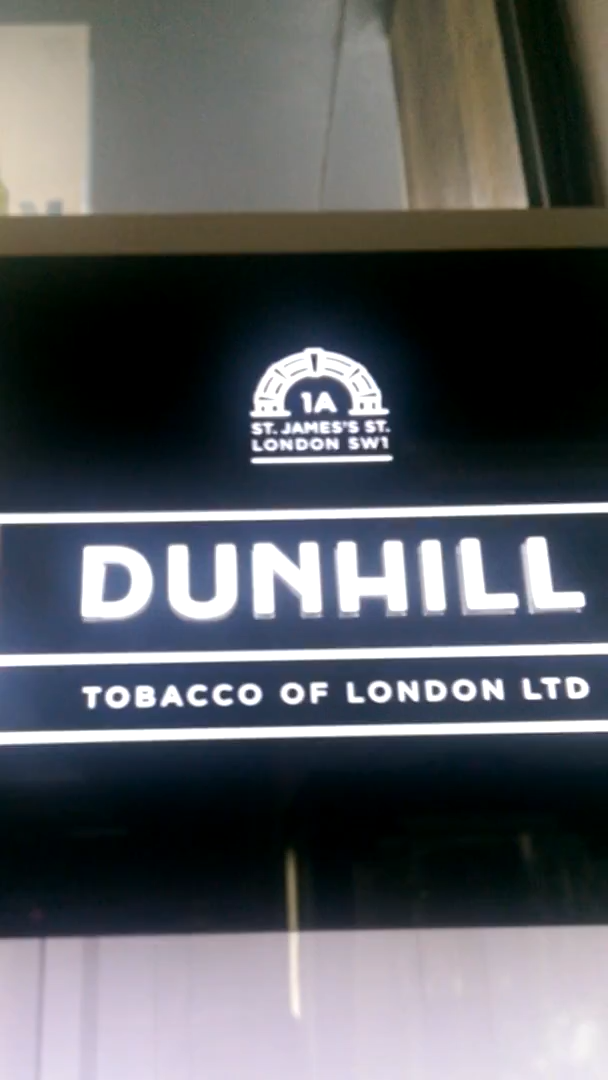 1A
ST. JAMES'S ST.
LONDON SW1
DUNHILL
TOBACCO OF LONDON LTD